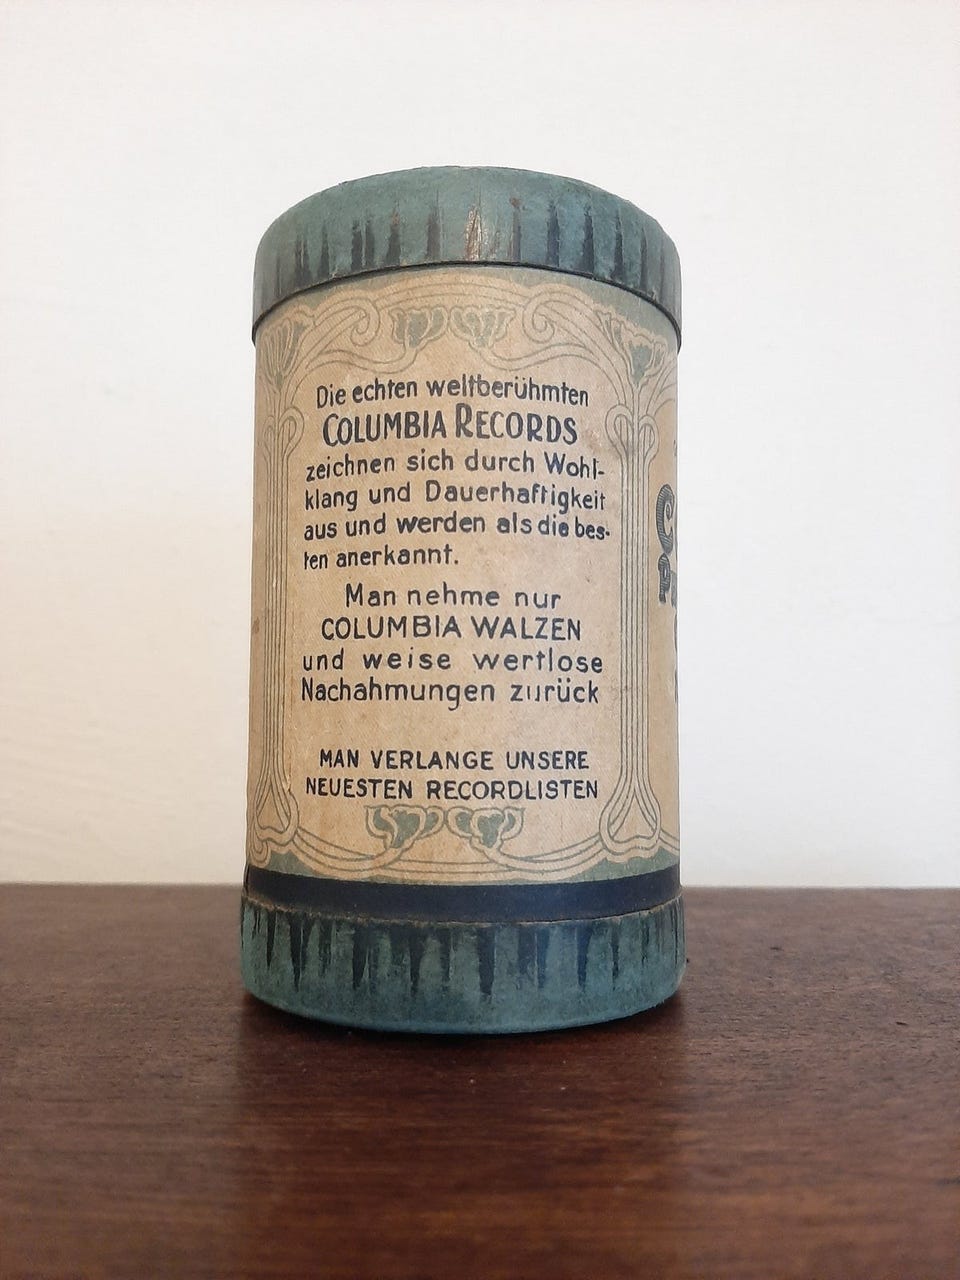 Die echten weltberühmten
COLUMBIA RECORDS
zeichnen sich durch Wohl-
klang und Dauerhaftigkeit
aus und werden als die bes-
ten anerkannt.
Man nehme nur
COLUMBIA WALZEN
und weise wertlose
Nachahmungen zurück
MAN VERLANGE UNSERE
NEUESTEN RECORDLISTEN